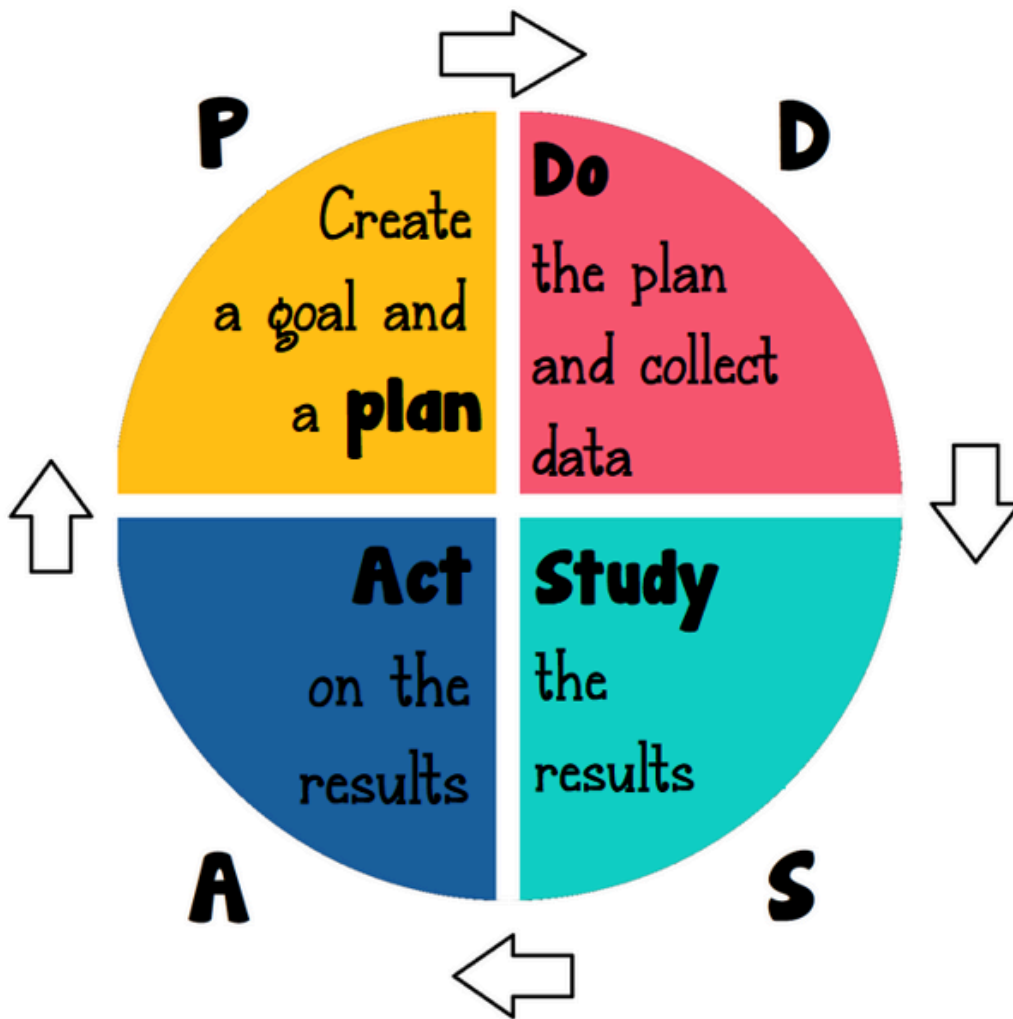 P
Create
a goal and
a plan
D
Do
the plan
and collect
data
S
Study
the
results
A
Act
on the
results